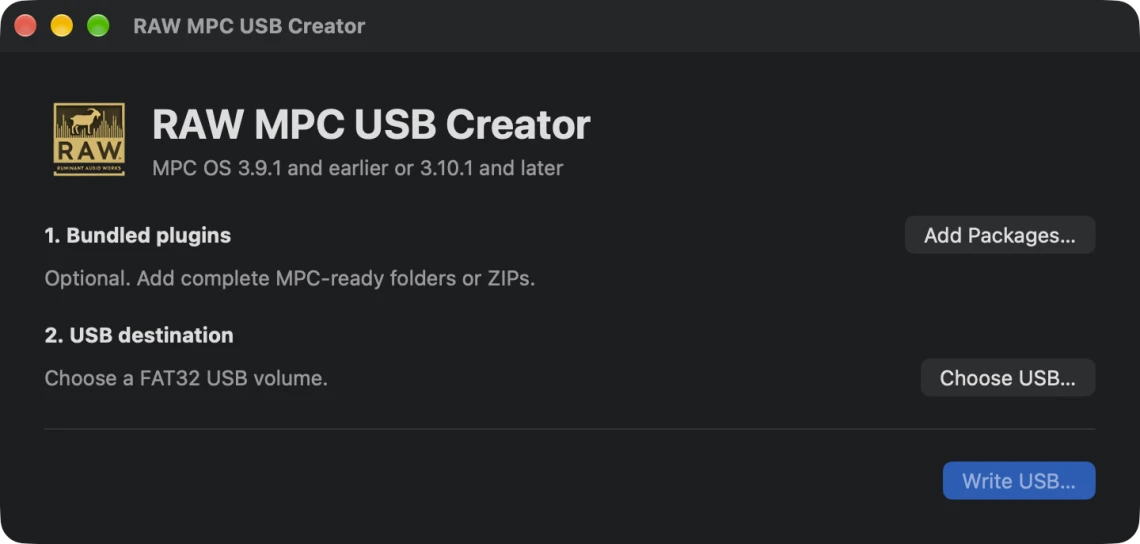 RAW MPC USB Creator
RAW
RUMINANT AUDIO WORKS
RAW MPC USB Creator
MPC OS 3.9.1 and earlier or 3.10.1 and later
1. Bundled plugins
Add Packages...
Optional. Add complete MPC-ready folders or ZIPs.
2. USB destination
Choose a FAT32 USB volume.
Choose USB...
Write USB...